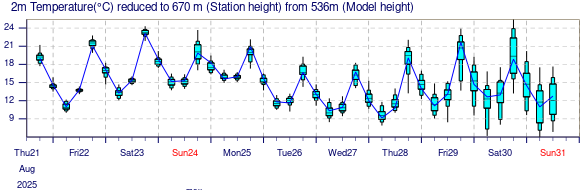 2m Temperature(°C) reduced to 670 m (Station height) from 536m (Model height)
24
21
18
15
12
9
Thu21 Fri22 Sat23 Sun24 Mon25 Tue26 Wed27 Thu28 Fri29 Sat30 Sun31
Aug
2025